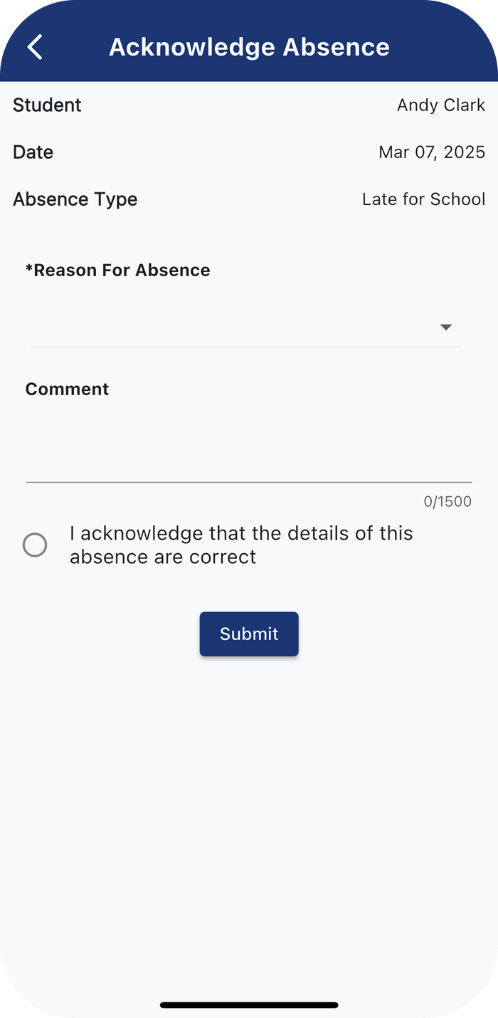 Acknowledge Absence
Student Andy Clark
Date Mar 07, 2025
Absence Type Late for School
*Reason For Absence
Comment
0/1500
I acknowledge that the details of this
absence are correct
Submit